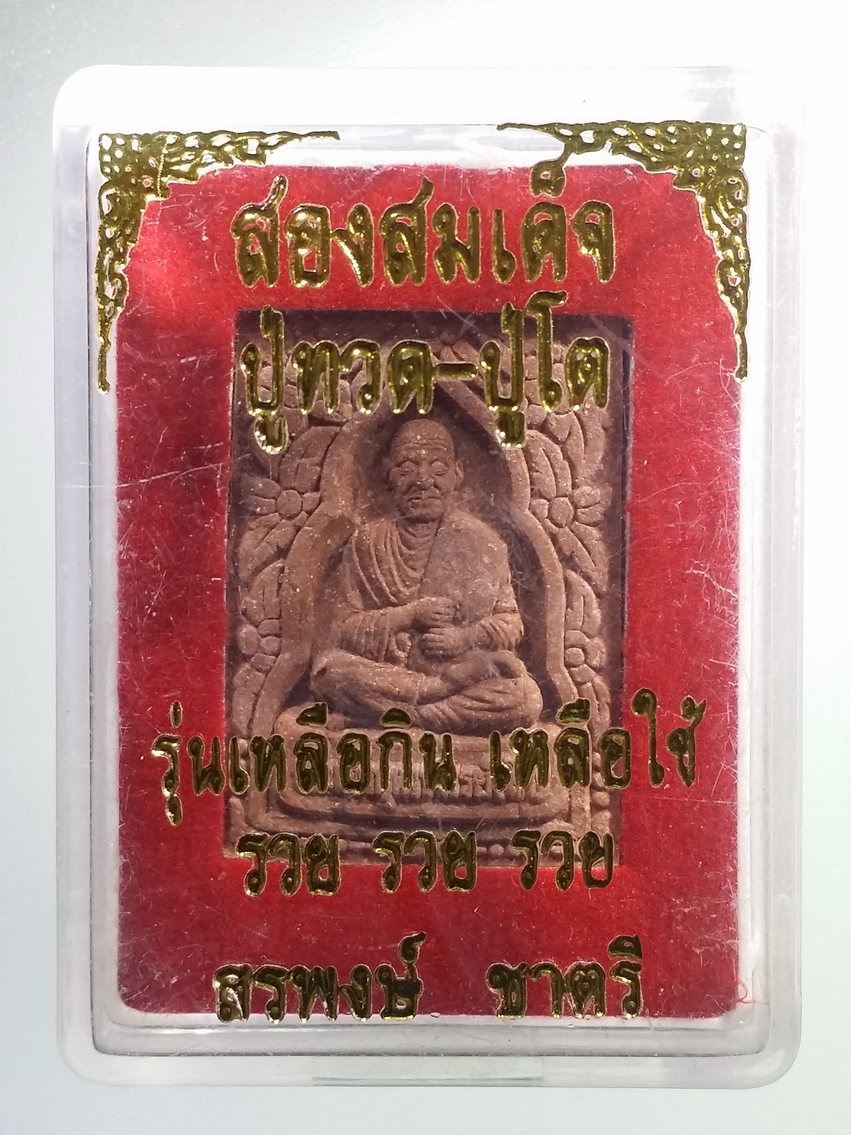 สองสมเด็จ
ปู่ทวด-ปู่โต
รุ่นเหลือกิน เหลือใช้
รวย รวย รวย
สรพงษ์ ชาตรี